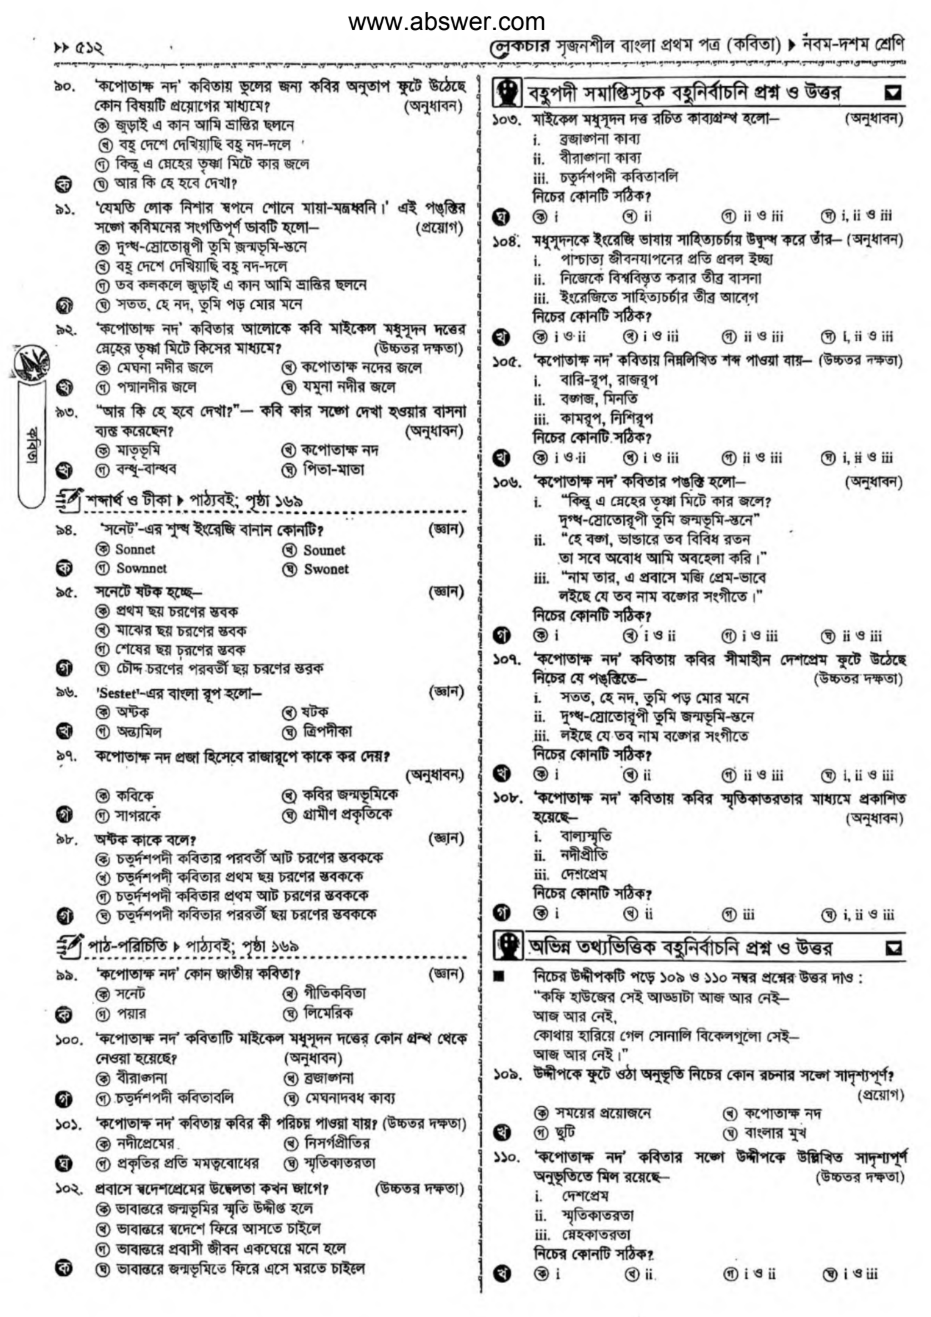 www.abswer.com
▸▸ ৫১২
লেকচার সৃজনশীল বাংলা প্রথম পত্র (কবিতা) ▸ নবম-দশম শ্রেণি
৯০. ‘কপোতাক্ষ নদ’ কবিতায় ভুলের জন্য কবির অনুতাপ ফুটে উঠেছে
কোন বিষয়টি প্রয়োগের মাধ্যমে? (অনুধাবন)
ক জুড়াই এ কান আমি ভ্রান্তির ছলনে
খ বহু দেশে দেখিয়াছি বহু নদ-দলে
গ কিন্তু এ স্নেহের তৃষ্ণা মিটে কার জলে
ক ঘ আর কি হে হবে দেখা?
৯১. ‘যেমতি লোক নিশার স্বপনে শোনে মায়া-মন্ত্রধ্বনি।’ এই পঙ্ক্তির
সঙ্গে কবিমনের সংগতিপূর্ণ ভাবটি হলো— (প্রয়োগ)
ক দুগ্ধ-স্রোতোরূপী তুমি জন্মভূমি-স্তনে
খ বহু দেশে দেখিয়াছি বহু নদ-দলে
গ তব কলকলে জুড়াই এ কান আমি ভ্রান্তির ছলনে
গ ঘ সতত, হে নদ, তুমি পড় মোর মনে
৯২. ‘কপোতাক্ষ নদ’ কবিতার আলোকে কবি মাইকেল মধুসূদন দত্তের
স্নেহের তৃষ্ণা মিটে কিসের মাধ্যমে? (উচ্চতর দক্ষতা)
ক মেঘনা নদীর জলে খ কপোতাক্ষ নদের জলে
খ গ পদ্মানদীর জলে ঘ যমুনা নদীর জলে
৯৩. “আর কি হে হবে দেখা?”— কবি কার সঙ্গে দেখা হওয়ার বাসনা
ব্যক্ত করেছেন? (অনুধাবন)
ক মাতৃভূমি খ কপোতাক্ষ নদ
খ গ বন্ধু-বান্ধব ঘ পিতা-মাতা
কবিতা
শব্দার্থ ও টীকা ▸ পাঠ্যবই; পৃষ্ঠা ১৬৯
৯৪. ‘সনেট’-এর শুদ্ধ ইংরেজি বানান কোনটি? (জ্ঞান)
ক Sonnet খ Sounet
ক গ Sownnet ঘ Swonet
৯৫. সনেটে ষটক হচ্ছে— (জ্ঞান)
ক প্রথম ছয় চরণের স্তবক
খ মাঝের ছয় চরণের স্তবক
গ শেষের ছয় চরণের স্তবক
গ ঘ চৌদ্দ চরণের পরবর্তী ছয় চরণের স্তবক
৯৬. 'Sestet'-এর বাংলা রূপ হলো— (জ্ঞান)
ক অষ্টক খ ষটক
খ গ অন্ত্যমিল ঘ ত্রিপদীকা
৯৭. কপোতাক্ষ নদ প্রজা হিসেবে রাজারূপে কাকে কর দেয়?
(অনুধাবন)
ক কবিকে খ কবির জন্মভূমিকে
গ গ সাগরকে ঘ গ্রামীণ প্রকৃতিকে
৯৮. অষ্টক কাকে বলে? (জ্ঞান)
ক চতুর্দশপদী কবিতার পরবর্তী আট চরণের স্তবককে
খ চতুর্দশপদী কবিতার প্রথম ছয় চরণের স্তবককে
গ চতুর্দশপদী কবিতার প্রথম আট চরণের স্তবককে
গ ঘ চতুর্দশপদী কবিতার পরবর্তী ছয় চরণের স্তবককে
পাঠ-পরিচিতি ▸ পাঠ্যবই; পৃষ্ঠা ১৬৯
৯৯. ‘কপোতাক্ষ নদ’ কোন জাতীয় কবিতা? (জ্ঞান)
ক সনেট খ গীতিকবিতা
ক গ পয়ার ঘ লিমেরিক
১০০. ‘কপোতাক্ষ নদ’ কবিতাটি মাইকেল মধুসূদন দত্তের কোন গ্রন্থ থেকে
নেওয়া হয়েছে? (অনুধাবন)
ক বীরাঙ্গনা খ ব্রজাঙ্গনা
গ গ চতুর্দশপদী কবিতাবলি ঘ মেঘনাদবধ কাব্য
১০১. ‘কপোতাক্ষ নদ’ কবিতায় কবির কী পরিচয় পাওয়া যায়? (উচ্চতর দক্ষতা)
ক নদীপ্রেমের খ নিসর্গপ্রীতির
ঘ গ প্রকৃতির প্রতি মমত্ববোধের ঘ স্মৃতিকাতরতা
১০২. প্রবাসে স্বদেশপ্রেমের উদ্বেলতা কখন জাগে? (উচ্চতর দক্ষতা)
ক ভাবান্তরে জন্মভূমির স্মৃতি উদ্দীপ্ত হলে
খ ভাবান্তরে স্বদেশে ফিরে আসতে চাইলে
গ ভাবান্তরে প্রবাসী জীবন একঘেয়ে মনে হলে
ক ঘ ভাবান্তরে জন্মভূমিতে ফিরে এসে মরতে চাইলে
বহুপদী সমাপ্তিসূচক বহুনির্বাচনি প্রশ্ন ও উত্তর
১০৩. মাইকেল মধুসূদন দত্ত রচিত কাব্যগ্রন্থ হলো— (অনুধাবন)
i. ব্রজাঙ্গনা কাব্য
ii. বীরাঙ্গনা কাব্য
iii. চতুর্দশপদী কবিতাবলি
নিচের কোনটি সঠিক?
ঘ ক i খ ii গ ii ও iii ঘ i, ii ও iii
১০৪. মধুসূদনকে ইংরেজি ভাষায় সাহিত্যচর্চায় উদ্বুদ্ধ করে তাঁর— (অনুধাবন)
i. পাশ্চাত্য জীবনযাপনের প্রতি প্রবল ইচ্ছা
ii. নিজেকে বিশ্ববিস্তৃত করার তীব্র বাসনা
iii. ইংরেজিতে সাহিত্যচর্চার তীব্র আবেগ
নিচের কোনটি সঠিক?
খ ক i ও ii খ i ও iii গ ii ও iii ঘ i, ii ও iii
১০৫. ‘কপোতাক্ষ নদ’ কবিতায় নিম্নলিখিত শব্দ পাওয়া যায়— (উচ্চতর দক্ষতা)
i. বারি-রূপ, রাজরূপ
ii. বঙ্গজ, মিনতি
iii. কামরূপ, নিশিরূপ
নিচের কোনটি সঠিক?
ক i ও ii খ i ও iii গ ii ও iii ঘ i, ii ও iii
১০৬. ‘কপোতাক্ষ নদ’ কবিতার পঙক্তি হলো— (অনুধাবন)
i. “কিন্তু এ স্নেহের তৃষ্ণা মিটে কার জলে?
দুগ্ধ-স্রোতোরূপী তুমি জন্মভূমি-স্তনে”
ii. “হে বঙ্গ, ভান্ডারে তব বিবিধ রতন
তা সবে অবোধ আমি অবহেলা করি।”
iii. “নাম তার, এ প্রবাসে মজি প্রেম-ভাবে
লইছে যে তব নাম বঙ্গের সংগীতে।”
নিচের কোনটি সঠিক?
গ ক i খ i ও ii গ i ও iii ঘ ii ও iii
১০৭. ‘কপোতাক্ষ নদ’ কবিতায় কবির সীমাহীন দেশপ্রেম ফুটে উঠেছে
নিচের যে পঙ্ক্তিতে— (উচ্চতর দক্ষতা)
i. সতত, হে নদ, তুমি পড় মোর মনে
ii. দুগ্ধ-স্রোতোরূপী তুমি জন্মভূমি-স্তনে
iii. লইছে যে তব নাম বঙ্গের সংগীতে
নিচের কোনটি সঠিক?
ক i খ ii গ ii ও iii ঘ i, ii ও iii
১০৮. ‘কপোতাক্ষ নদ’ কবিতায় কবির স্মৃতিকাতরতার মাধ্যমে প্রকাশিত
হয়েছে— (অনুধাবন)
i. বাল্যস্মৃতি
ii. নদীপ্রীতি
iii. দেশপ্রেম
নিচের কোনটি সঠিক?
গ ক i খ ii গ iii ঘ i, ii ও iii
অভিন্ন তথ্যভিত্তিক বহুনির্বাচনি প্রশ্ন ও উত্তর
■ নিচের উদ্দীপকটি পড়ে ১০৯ ও ১১০ নম্বর প্রশ্নের উত্তর দাও :
“কফি হাউজের সেই আড্ডাটা আজ আর নেই—
আজ আর নেই,
কোথায় হারিয়ে গেল সোনালি বিকেলগুলো সেই—
আজ আর নেই।”
১০৯. উদ্দীপকে ফুটে ওঠা অনুভূতি নিচের কোন রচনার সঙ্গে সাদৃশ্যপূর্ণ?
(প্রয়োগ)
ক সময়ের প্রয়োজনে খ কপোতাক্ষ নদ
খ গ ছুটি ঘ বাংলার মুখ
১১০. ‘কপোতাক্ষ নদ’ কবিতার সঙ্গে উদ্দীপকে উল্লিখিত সাদৃশ্যপূর্ণ
অনুভূতিতে মিল রয়েছে— (উচ্চতর দক্ষতা)
i. দেশপ্রেম
ii. স্মৃতিকাতরতা
iii. স্নেহকাতরতা
নিচের কোনটি সঠিক?
খ ক i খ ii গ i ও ii ঘ i ও iii